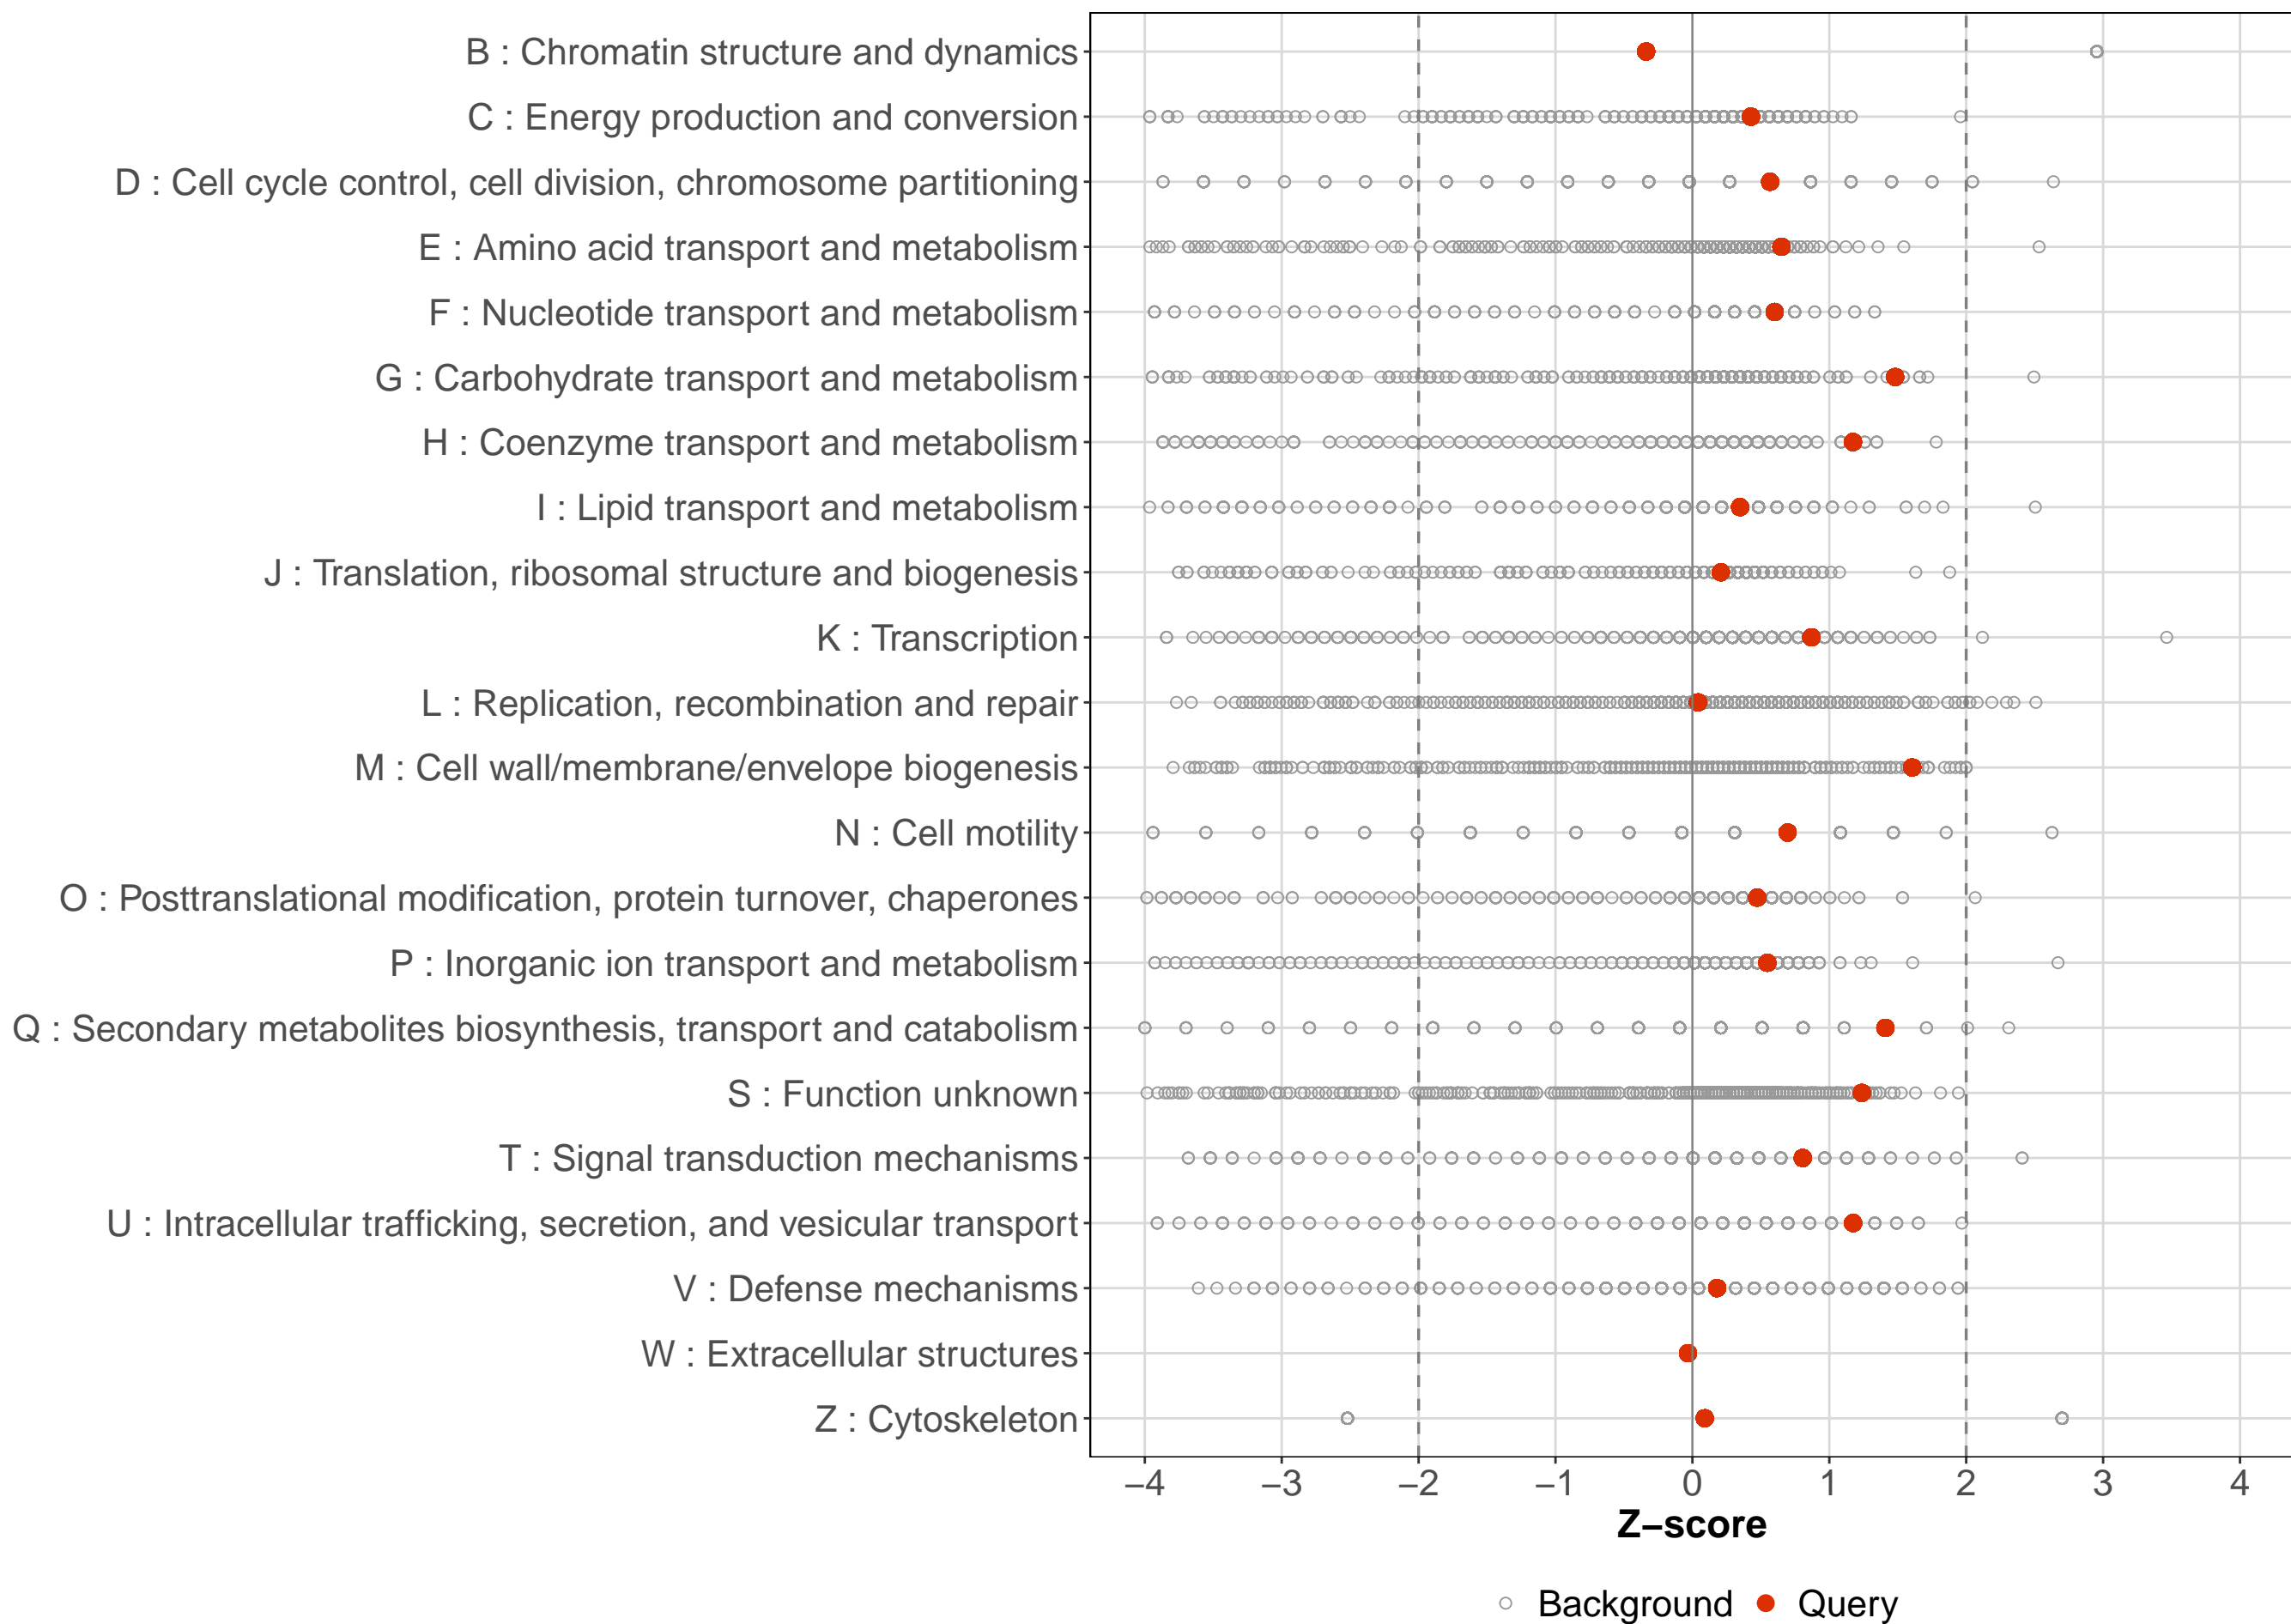 B : Chromatin structure and dynamics
C : Energy production and conversion
D : Cell cycle control, cell division, chromosome partitioning
E : Amino acid transport and metabolism
F : Nucleotide transport and metabolism
G : Carbohydrate transport and metabolism
H : Coenzyme transport and metabolism
I : Lipid transport and metabolism
J : Translation, ribosomal structure and biogenesis
K : Transcription
L : Replication, recombination and repair
M : Cell wall/membrane/envelope biogenesis
N : Cell motility
O : Posttranslational modification, protein turnover, chaperones
P : Inorganic ion transport and metabolism
Q : Secondary metabolites biosynthesis, transport and catabolism
S : Function unknown
T : Signal transduction mechanisms
U : Intracellular trafficking, secretion, and vesicular transport
V : Defense mechanisms
W : Extracellular structures
Z : Cytoskeleton
−4 −3 −2 −1 0 1 2 3 4
Z−score
Background Query